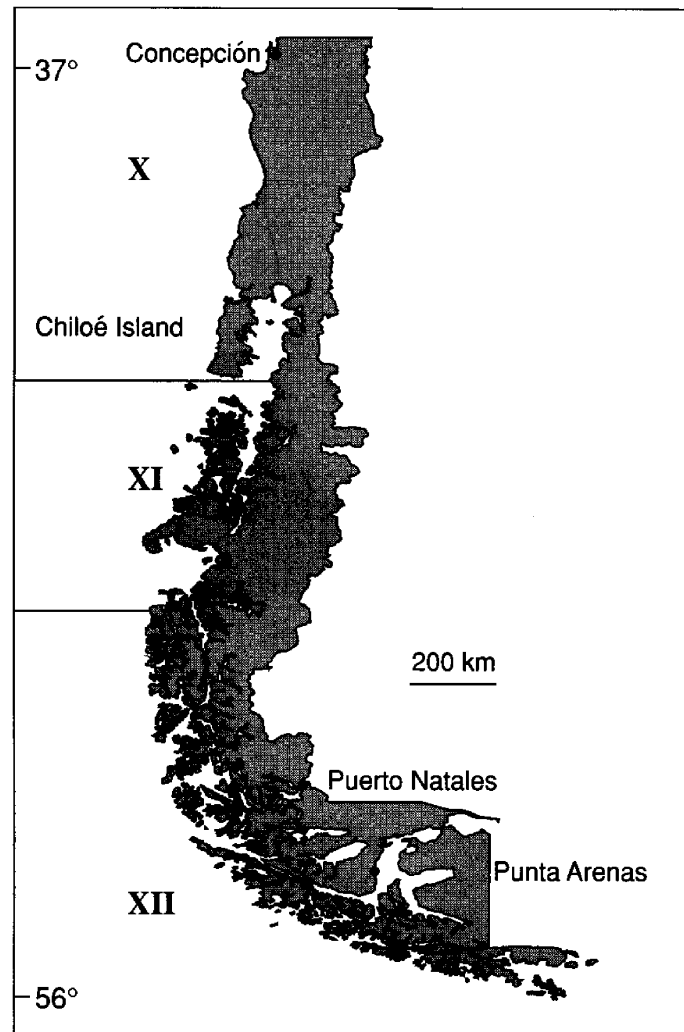 Concepción
37°
X
Chiloé Island
XI
200 km
Puerto Natales
Punta Arenas
XII
56°